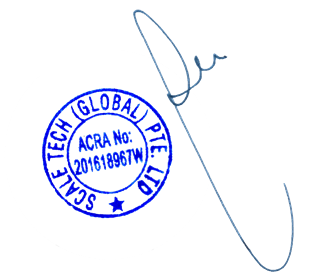 SCALE TECH (GLOBAL) PTE. LTD
ACRA No:
201618967W